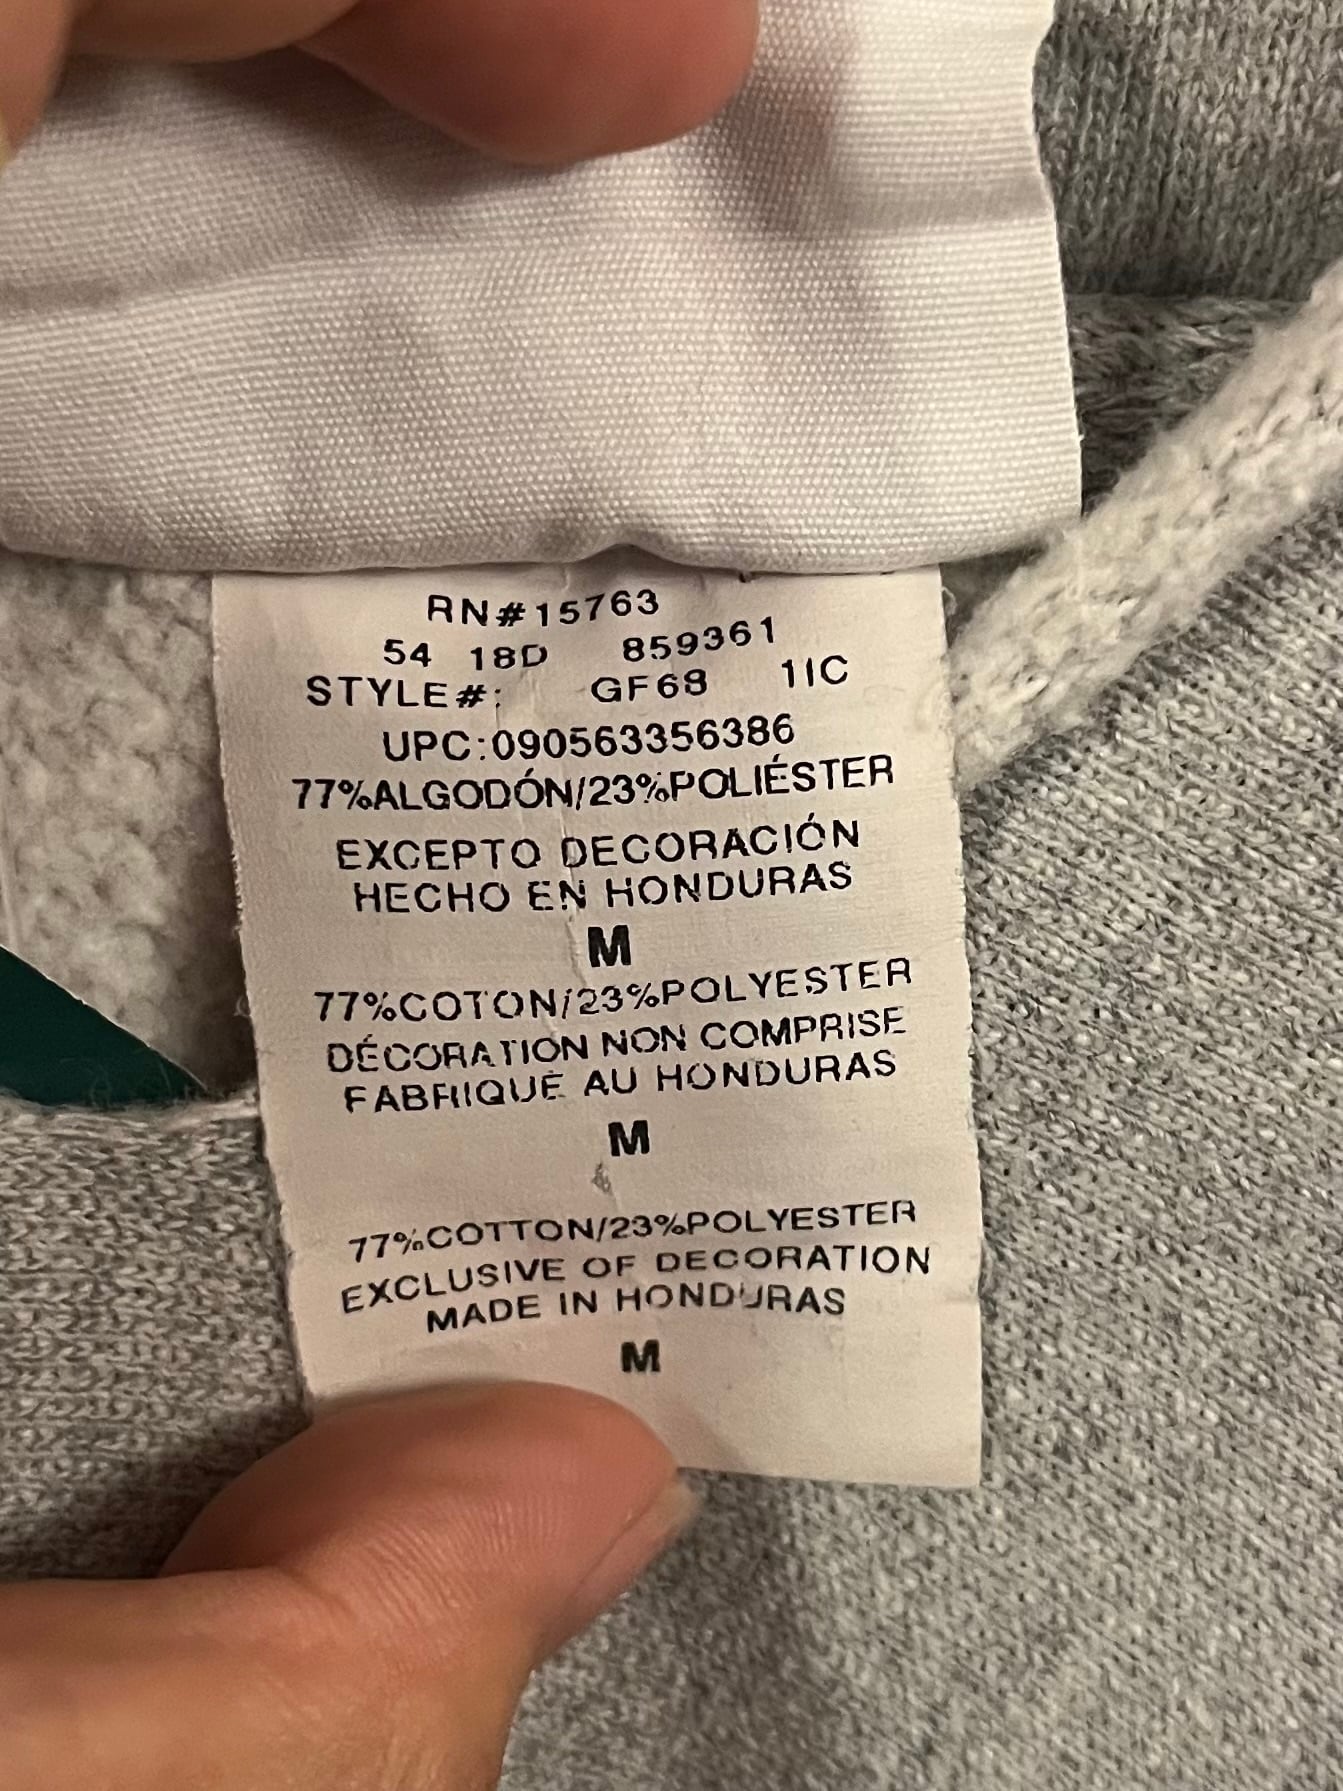 RN#15763
54 18D 859361
STYLE#: GF68 1IC
UPC:090563356386
77%ALGODÓN/23%POLIÉSTER
EXCEPTO DECORACIÓN
HECHO EN HONDURAS
M
77%COTON/23%POLYESTER
DÉCORATION NON COMPRISE
FABRIQUÉ AU HONDURAS
M
77%COTTON/23%POLYESTER
EXCLUSIVE OF DECORATION
MADE IN HONDURAS
M